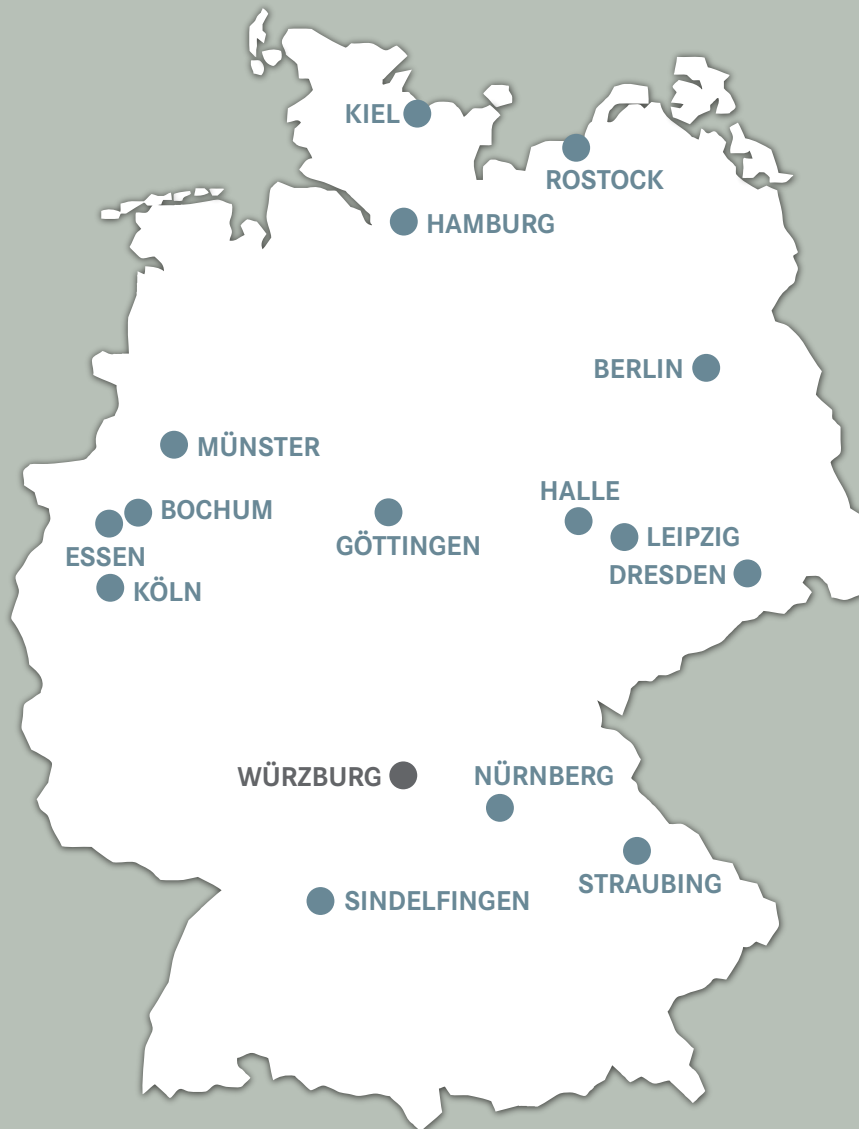 KIEL
ROSTOCK
HAMBURG
BERLIN
MÜNSTER
HALLE
BOCHUM
LEIPZIG
GÖTTINGEN
ESSEN
DRESDEN
KÖLN
WÜRZBURG
NÜRNBERG
STRAUBING
SINDELFINGEN